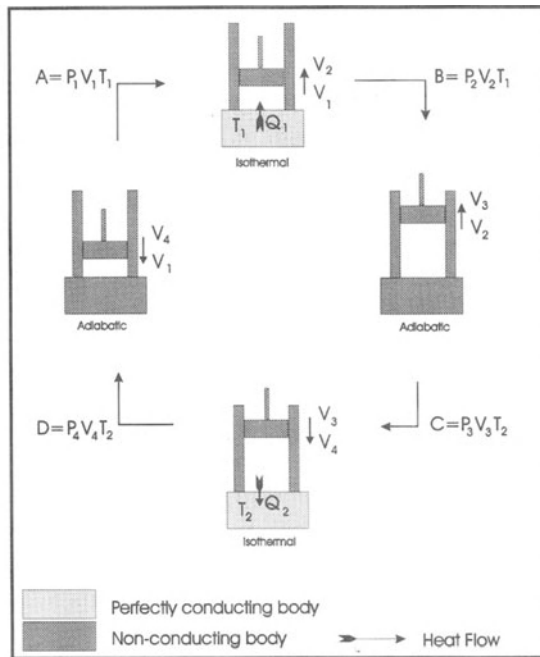 A=P₁V₁T₁
V₂
V₁
B=P₂V₂T₁
T₁ Q₁
Isothermal
V₄
V₁
Adiabatic
V₃
V₂
Adiabatic
D=P₄V₄T₂
V₃
V₄
C=P₃V₃T₂
T₂ Q₂
Isothermal
Perfectly conducting body
Non-conducting body
Heat Flow